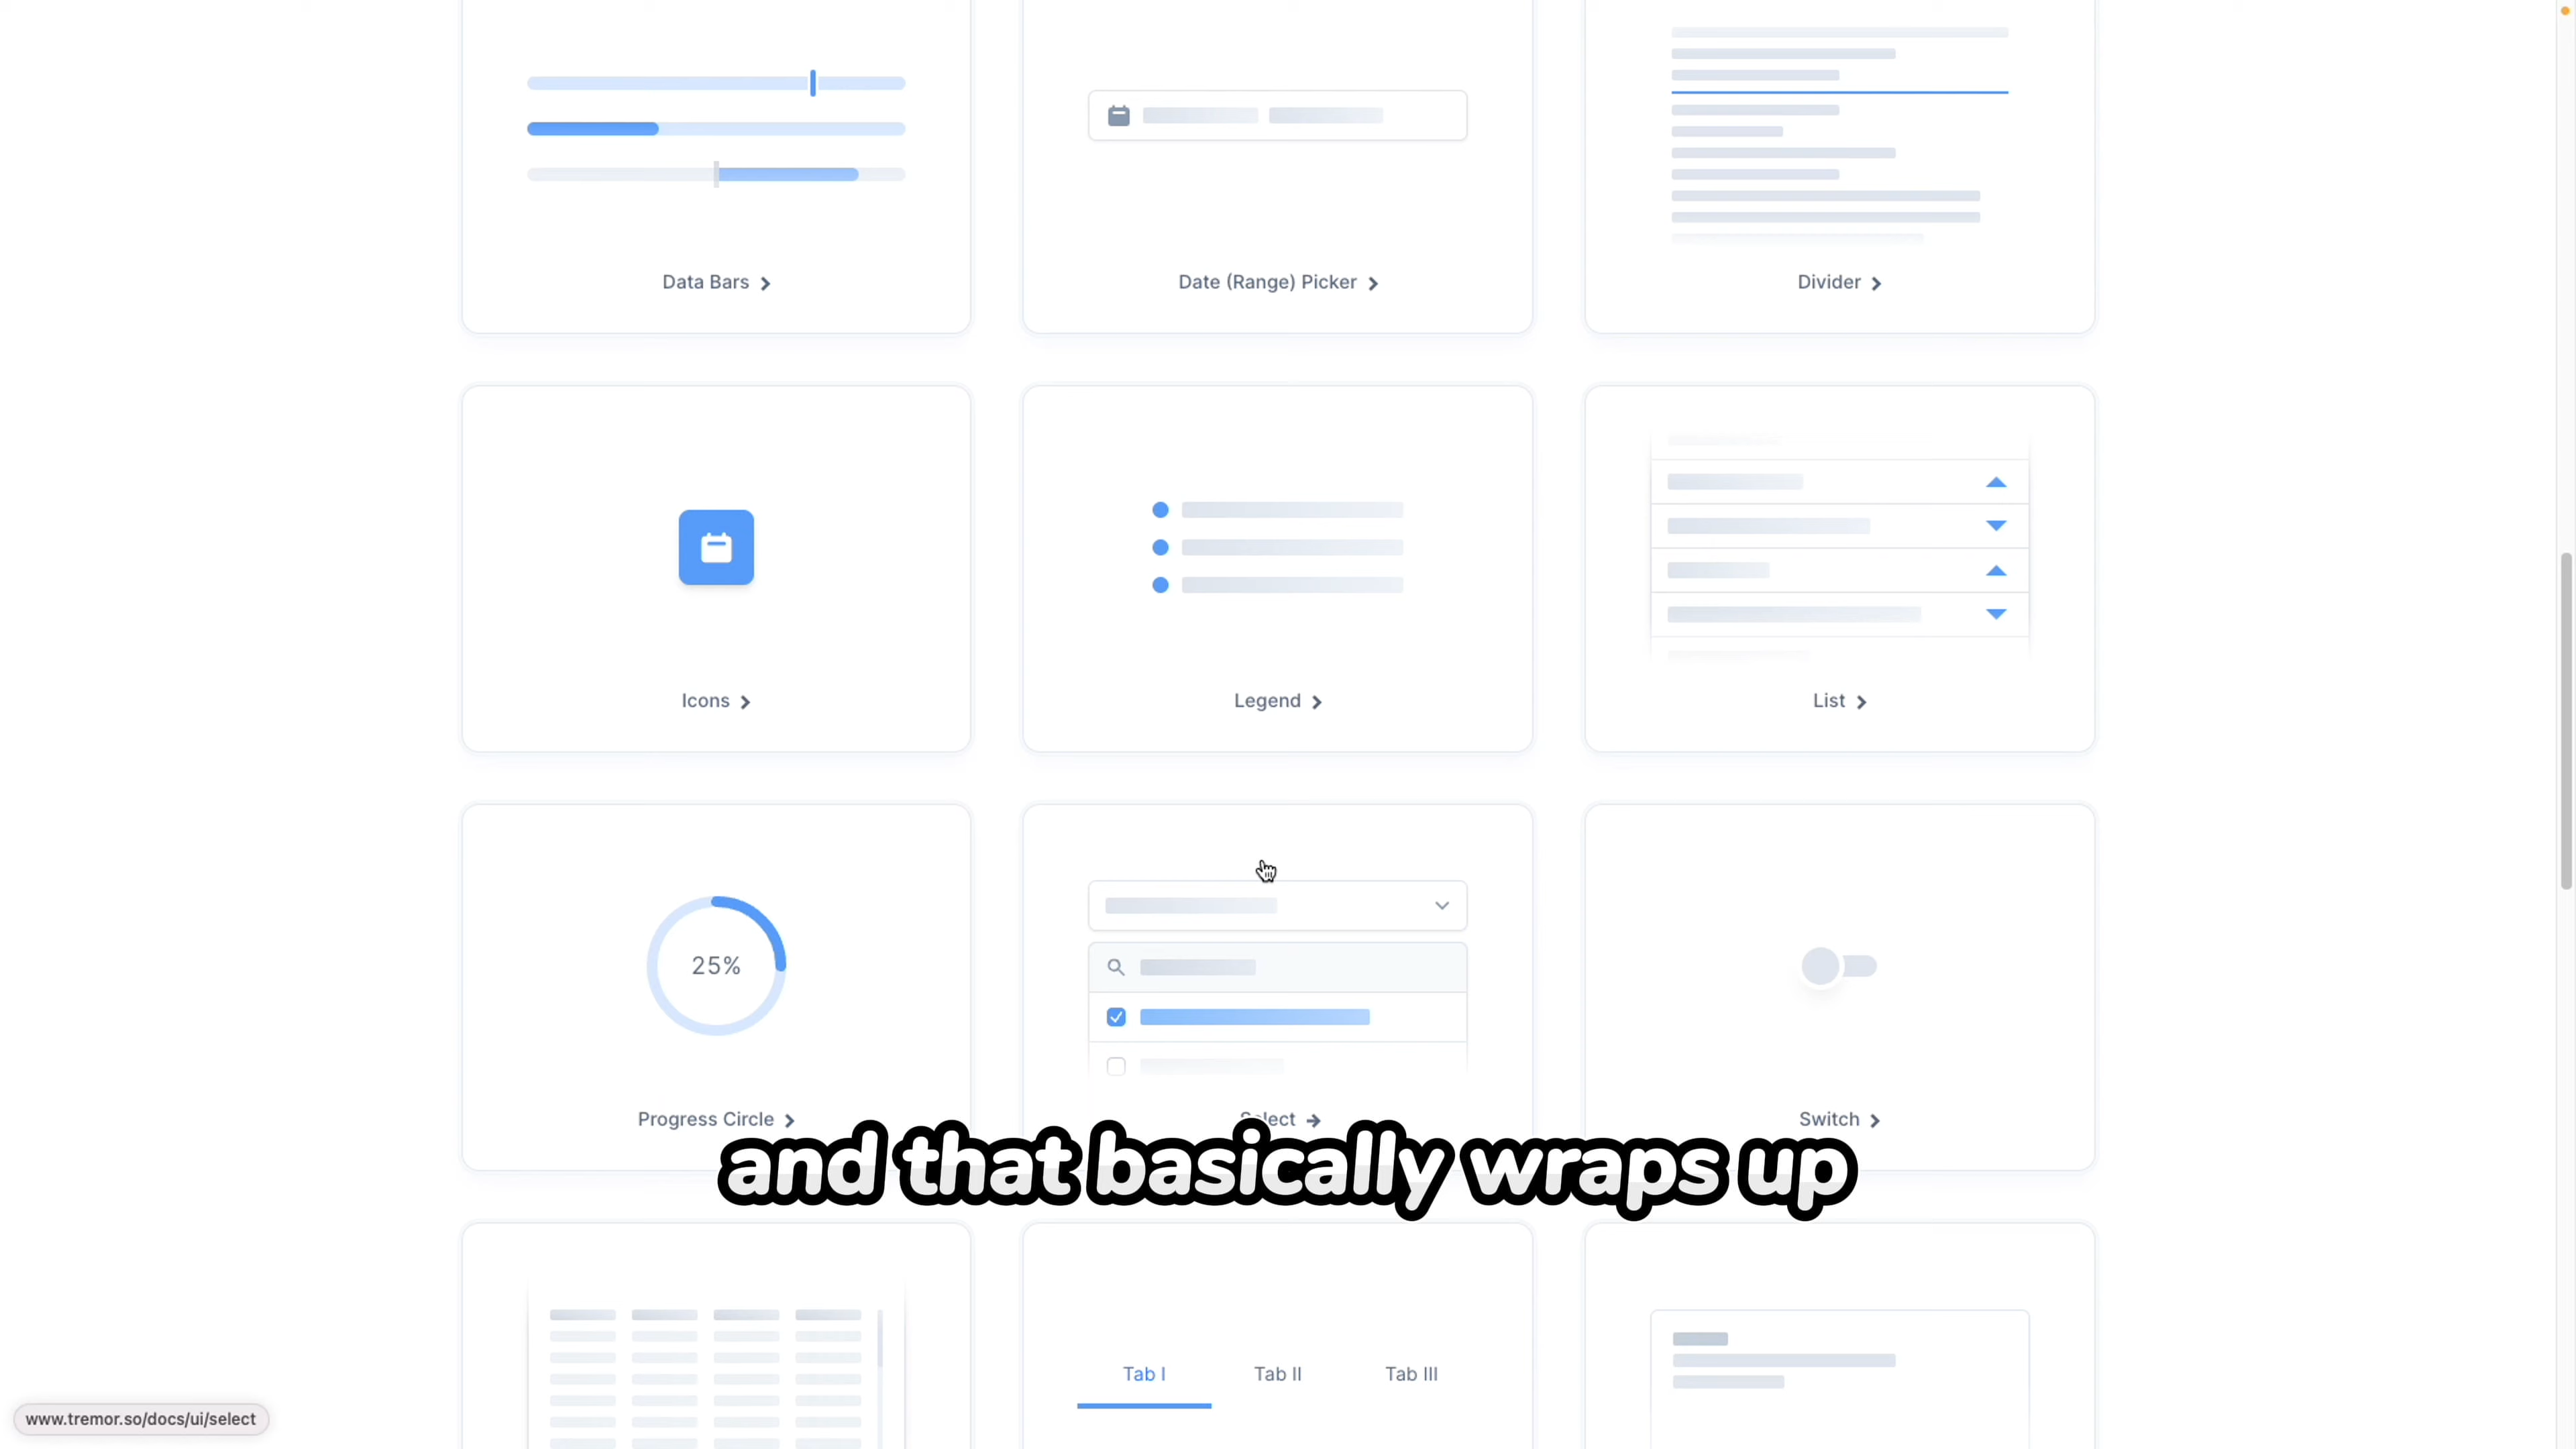 Data Bars
Date (Range) Picker
Divider
Icons
Legend
List
25%
Progress Circle
Select
Switch
and that basically wraps up
Tab I
Tab II
Tab III
www.tremor.so/docs/ui/select